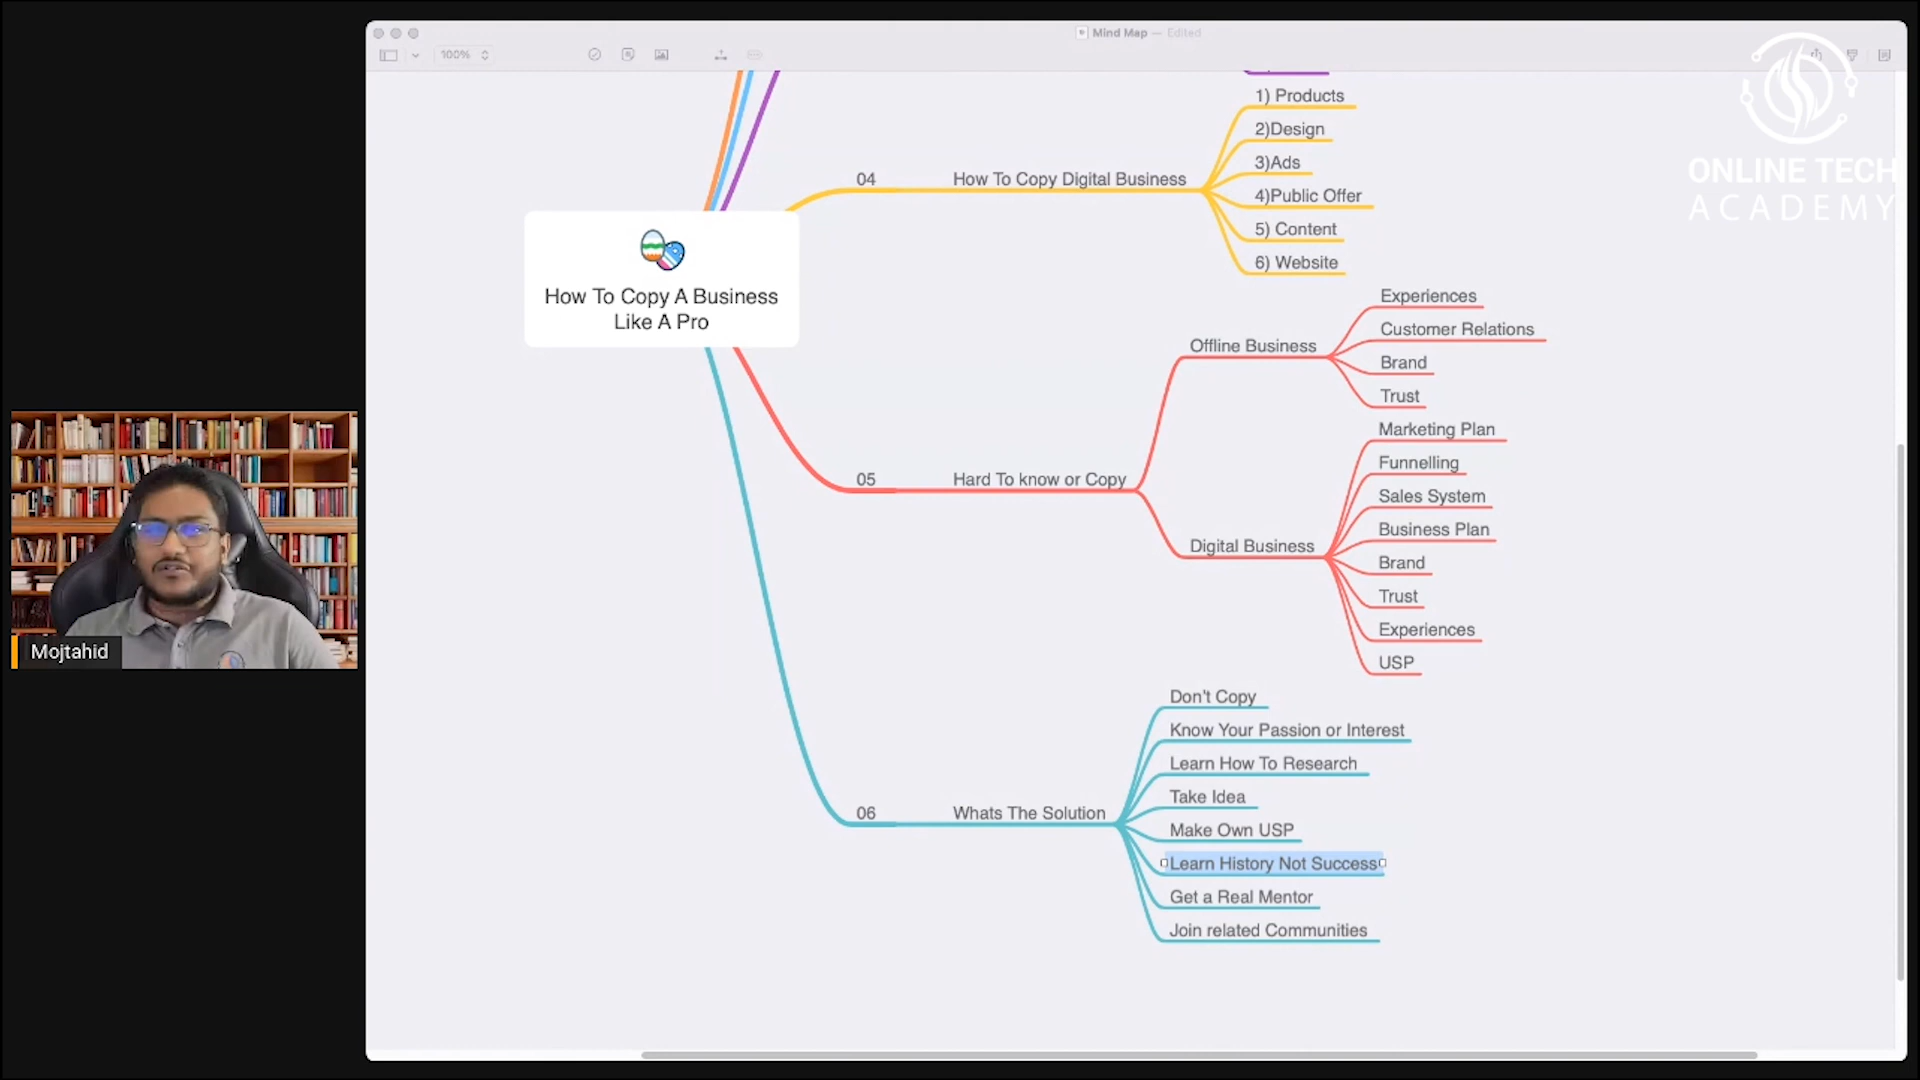 Mind Map — Edited
100%
ONLINE TECH
ACADEMY
How To Copy A Business
Like A Pro
04
How To Copy Digital Business
1) Products
2)Design
3)Ads
4)Public Offer
5) Content
6) Website
05
Hard To know or Copy
Offline Business
Experiences
Customer Relations
Brand
Trust
Digital Business
Marketing Plan
Funnelling
Sales System
Business Plan
Brand
Trust
Experiences
USP
06
Whats The Solution
Don't Copy
Know Your Passion or Interest
Learn How To Research
Take Idea
Make Own USP
Learn History Not Success
Get a Real Mentor
Join related Communities
Mojtahid